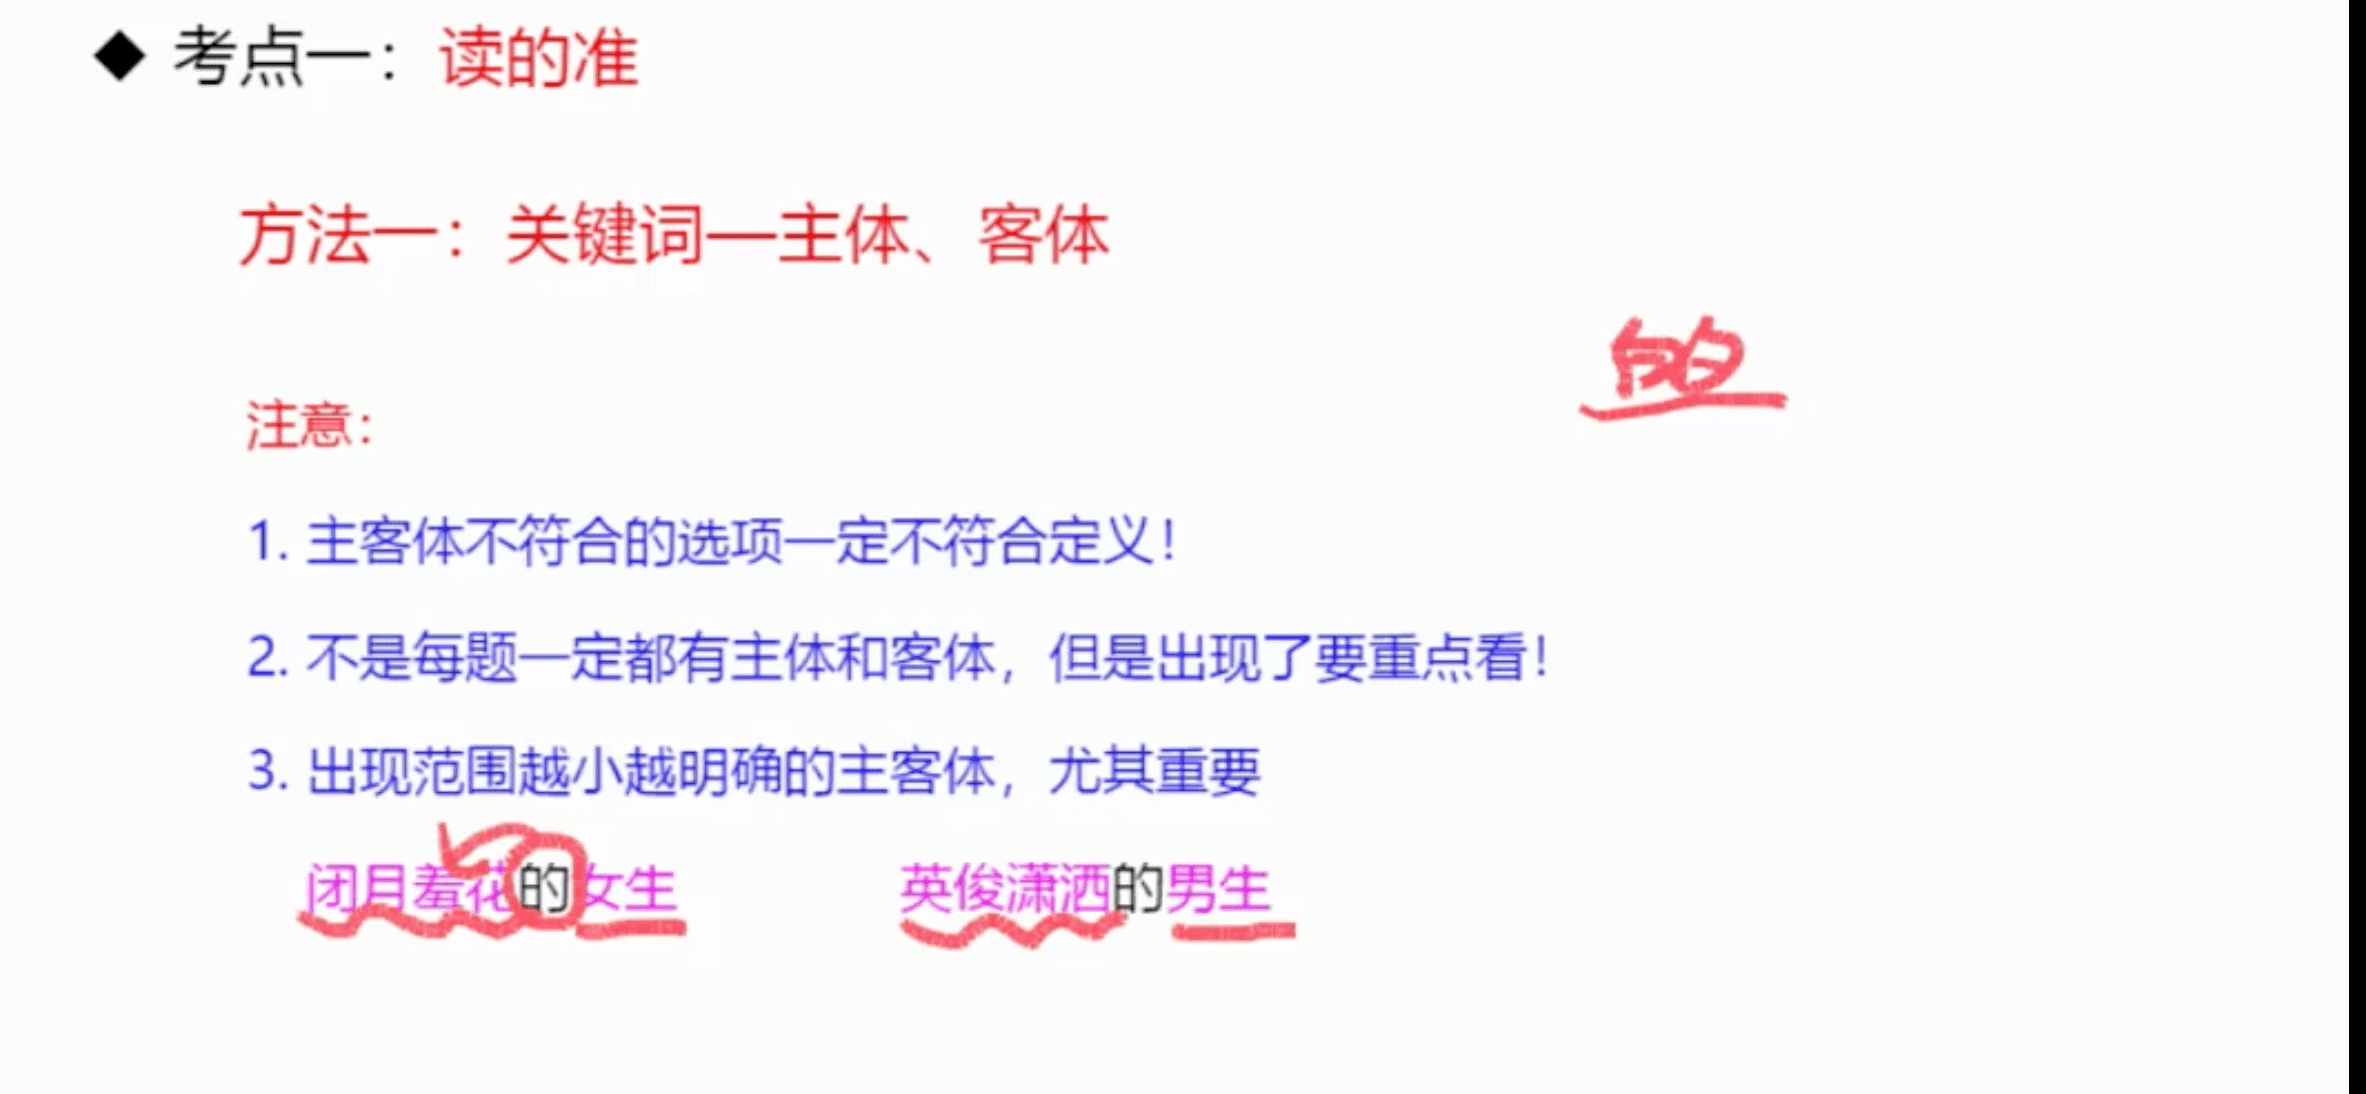 ◆ 考点一：读的准
方法一：关键词—主体、客体
的
注意：
1. 主客体不符合的选项一定不符合定义！
2. 不是每题一定都有主体和客体，但是出现了要重点看！
3. 出现范围越小越明确的主客体，尤其重要
闭月羞花的女生 英俊潇洒的男生